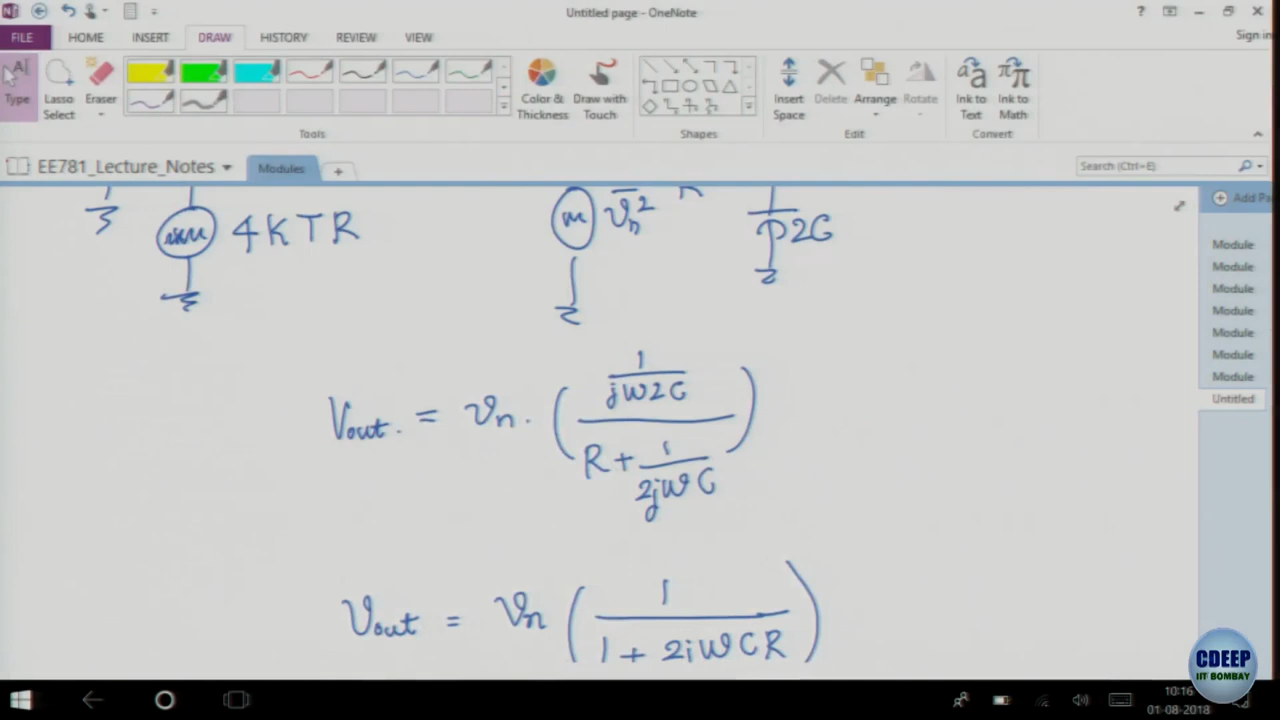 Untitled page - OneNote
Sign in
FILE HOME INSERT DRAW HISTORY REVIEW VIEW
Type
Lasso Select
Eraser
Color & Thickness
Draw with Touch
Insert Space
Delete
Arrange
Rotate
Ink to Text
Ink to Math
Tools
Shapes
Edit
Convert
EE781_Lecture_Notes
Modules
Search (Ctrl+E)
Add Pa
Module
Module
Module
Module
Module
Module
Module
Untitled
4KTR
v̄n²
2C
Vout = vn · ( (1/(jω2C)) / (R + 1/(2jωC)) )
Vout = vn ( 1 / (1 + 2jωCR) )
CDEEP
IIT BOMBAY
10:16
01-08-2018